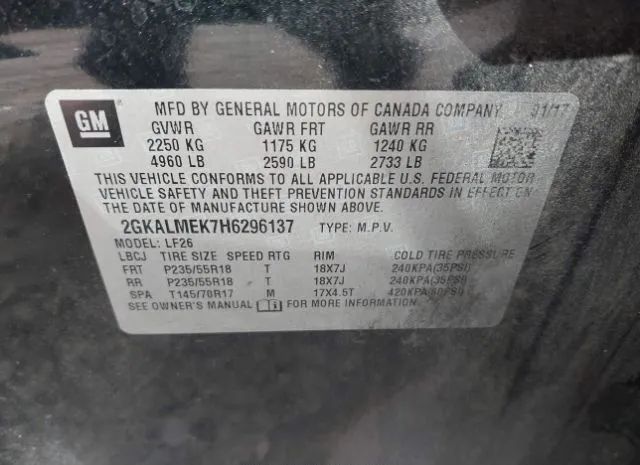 GM
MFD BY GENERAL MOTORS OF CANADA COMPANY 01/17
GVWR GAWR FRT GAWR RR
2250 KG 1175 KG 1240 KG
4960 LB 2590 LB 2733 LB
THIS VEHICLE CONFORMS TO ALL APPLICABLE U.S. FEDERAL MOTOR
VEHICLE SAFETY AND THEFT PREVENTION STANDARDS IN EFFECT ON
THE DATE OF MANUFACTURE SHOWN ABOVE.
2GKALMEK7H6296137 TYPE: M.P.V.
MODEL: LF26
LBCJ TIRE SIZE SPEED RTG RIM COLD TIRE PRESSURE
FRT P235/55R18 T 18X7J 240KPA(35PSI)
RR P235/55R18 T 18X7J 240KPA(35PSI)
SPA T145/70R17 M 17X4.5T 420KPA(60PSI)
SEE OWNER'S MANUAL FOR MORE INFORMATION.